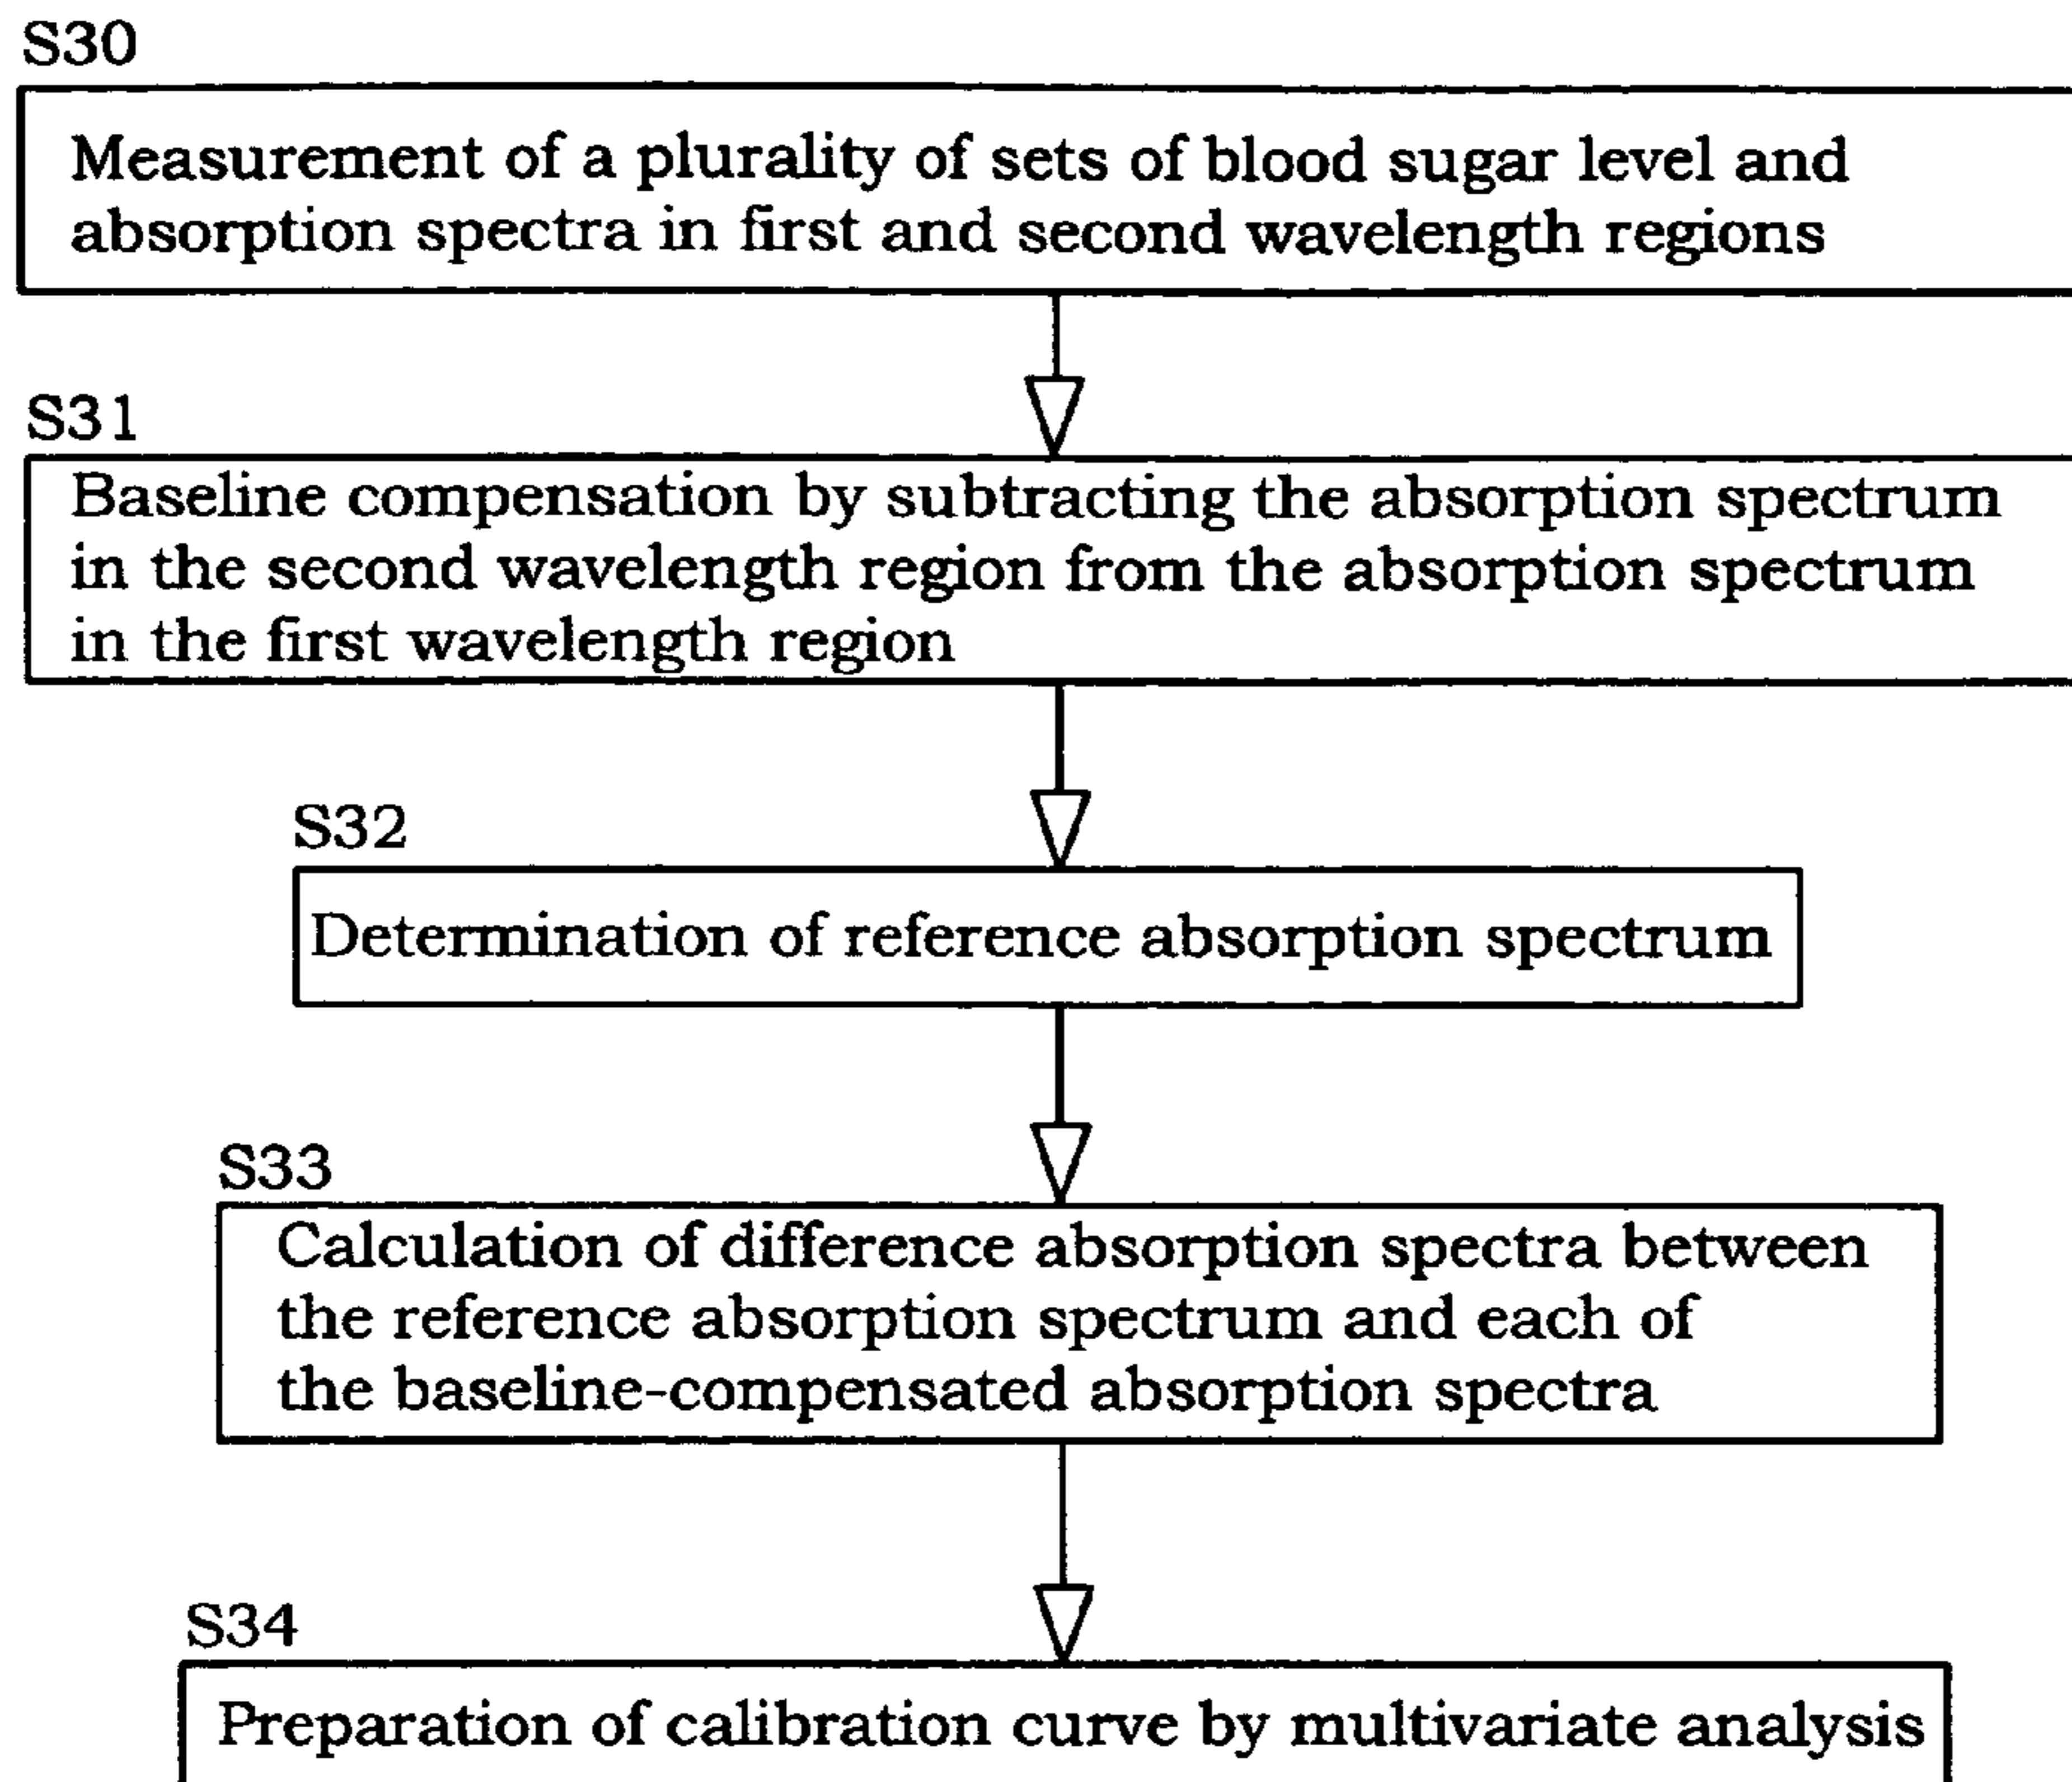 S30
Measurement of a plurality of sets of blood sugar level and
absorption spectra in first and second wavelength regions
S31
Baseline compensation by subtracting the absorption spectrum
in the second wavelength region from the absorption spectrum
in the first wavelength region
S32
Determination of reference absorption spectrum
S33
Calculation of difference absorption spectra between
the reference absorption spectrum and each of
the baseline-compensated absorption spectra
S34
Preparation of calibration curve by multivariate analysis